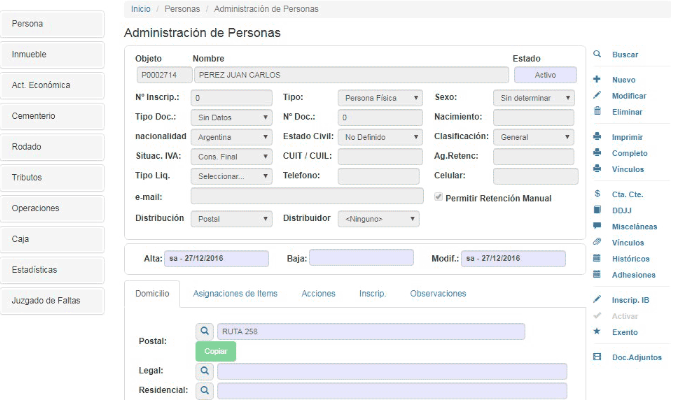 Inicio / Personas / Administración de Personas
Persona
Inmueble
Act. Económica
Cementerio
Rodado
Tributos
Operaciones
Caja
Estadísticas
Juzgado de Faltas
Administración de Personas
Objeto Nombre Estado
P0002714 PEREZ JUAN CARLOS Activo
Nº Inscrip.: 0 Tipo: Persona Física Sexo: Sin determinar
Tipo Doc.: Sin Datos Nº Doc.: 0 Nacimiento:
nacionalidad Argentina Estado Civil: No Definido Clasificación: General
Situac. IVA: Cons. Final CUIT / CUIL: Ag.Retenc:
Tipo Liq. Seleccionar... Telefono: Celular:
e-mail: Permitir Retención Manual
Distribución Postal Distribuidor <Ninguno>
Alta: sa - 27/12/2016 Baja: Modif.: sa - 27/12/2016
Domicilio Asignaciones de Items Acciones Inscrip. Observaciones
Postal: RUTA 258
Copiar
Legal:
Residencial:
Buscar
Nuevo
Modificar
Eliminar
Imprimir
Completo
Vínculos
Cta. Cte.
DDJJ
Misceláneas
Vínculos
Históricos
Adhesiones
Inscrip. IB
Activar
Exento
Doc.Adjuntos